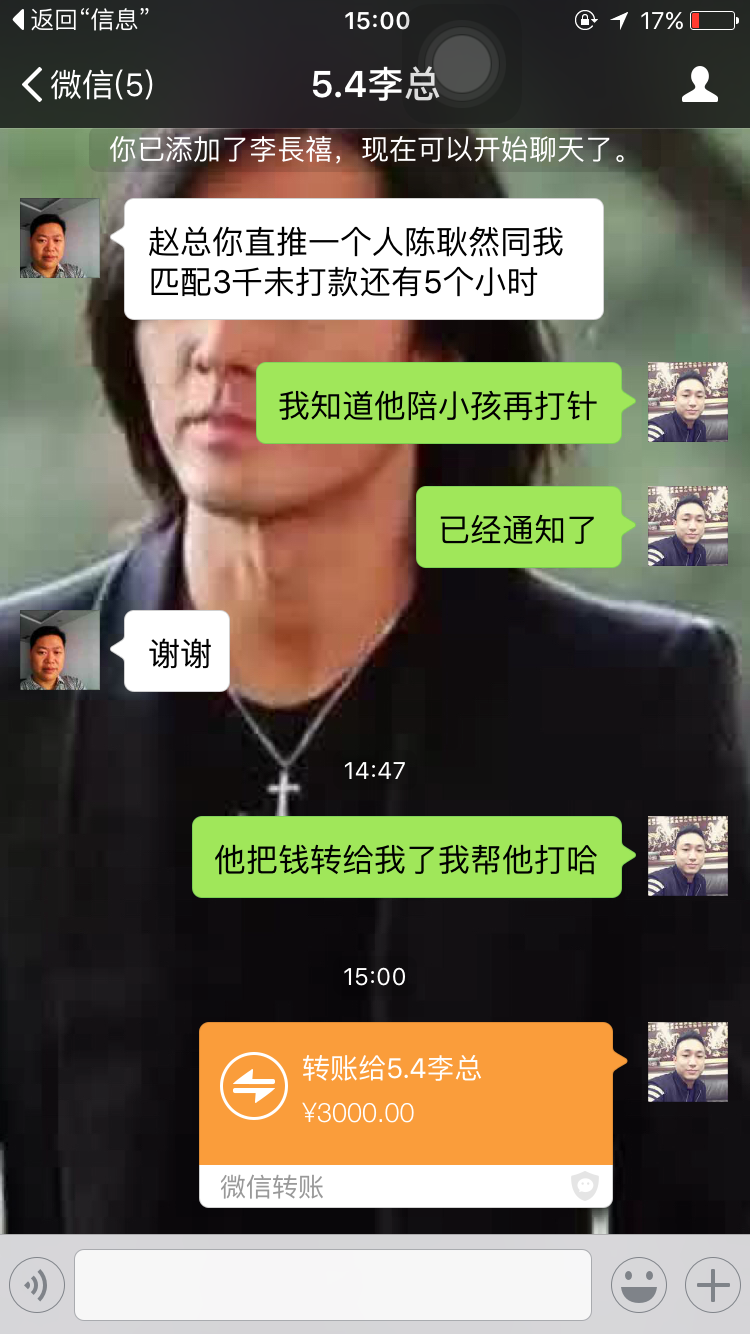 返回“信息”
15:00
17%
微信(5)
5.4李总
你已添加了李長禧，现在可以开始聊天了。
赵总你直推一个人陈耿然同我
匹配3千未打款还有5个小时
我知道他陪小孩再打针
已经通知了
谢谢
14:47
他把钱转给我了我帮他打哈
15:00
转账给5.4李总
¥3000.00
微信转账